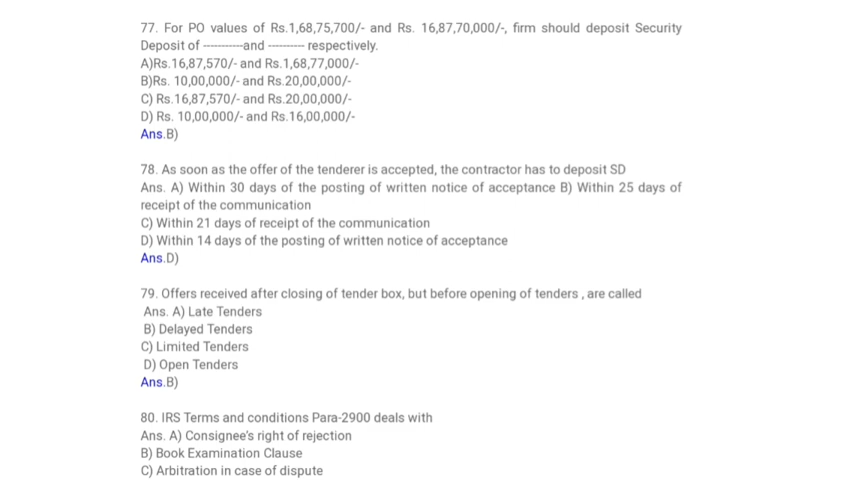 77. For PO values of Rs.1,68,75,700/- and Rs. 16,87,70,000/-, firm should deposit Security
Deposit of -----------and ---------- respectively.
A)Rs.16,87,570/- and Rs.1,68,77,000/-
B)Rs. 10,00,000/- and Rs.20,00,000/-
C) Rs.16,87,570/- and Rs.20,00,000/-
D) Rs. 10,00,000/- and Rs.16,00,000/-
Ans.B)
78. As soon as the offer of the tenderer is accepted, the contractor has to deposit SD
Ans. A) Within 30 days of the posting of written notice of acceptance B) Within 25 days of
receipt of the communication
C) Within 21 days of receipt of the communication
D) Within 14 days of the posting of written notice of acceptance
Ans.D)
79. Offers received after closing of tender box, but before opening of tenders , are called
Ans. A) Late Tenders
B) Delayed Tenders
C) Limited Tenders
D) Open Tenders
Ans.B)
80. IRS Terms and conditions Para-2900 deals with
Ans. A) Consignee's right of rejection
B) Book Examination Clause
C) Arbitration in case of dispute